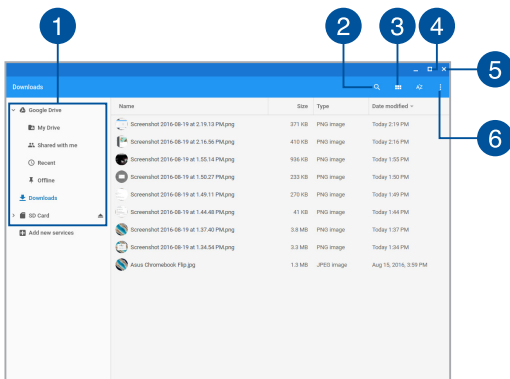 1
2
3
4
5
6
Downloads
AZ
Google Drive
My Drive
Shared with me
Recent
Offline
Downloads
SD Card
Add new services
Name Size Type Date modified
Screenshot 2016-08-19 at 2.19.13 PM.png 371 KB PNG image Today 2:19 PM
Screenshot 2016-08-19 at 2.16.56 PM.png 410 KB PNG image Today 2:16 PM
Screenshot 2016-08-19 at 1.55.14 PM.png 936 KB PNG image Today 1:55 PM
Screenshot 2016-08-19 at 1.50.27 PM.png 233 KB PNG image Today 1:50 PM
Screenshot 2016-08-19 at 1.49.11 PM.png 270 KB PNG image Today 1:49 PM
Screenshot 2016-08-19 at 1.44.48 PM.png 41 KB PNG image Today 1:44 PM
Screenshot 2016-08-19 at 1.37.40 PM.png 3.8 MB PNG image Today 1:37 PM
Screenshot 2016-08-19 at 1.34.54 PM.png 3.3 MB PNG image Today 1:34 PM
Asus Chromebook Flip.jpg 1.3 MB JPEG image Aug 15, 2016, 3:59 PM